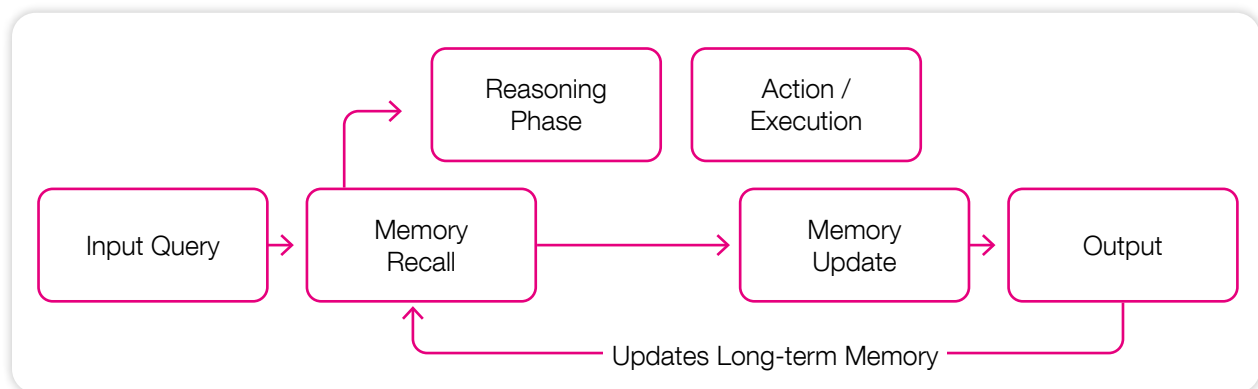 Reasoning
Phase
Action /
Execution
Input Query
Memory
Recall
Memory
Update
Output
Updates Long-term Memory